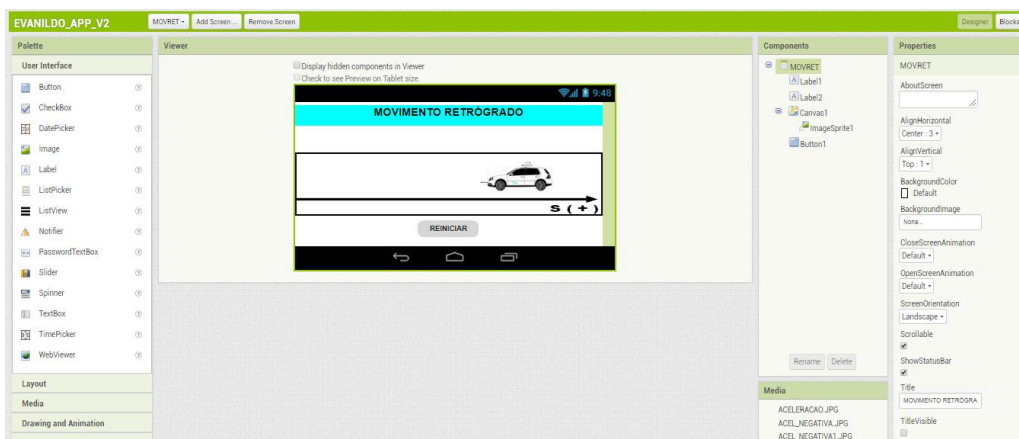 EVANILDO_APP_V2
MOVRET
Add Screen ...
Remove Screen
Designer
Blocks
Palette
User Interface
Button
CheckBox
DatePicker
Image
Label
ListPicker
ListView
Notifier
PasswordTextBox
Slider
Spinner
TextBox
TimePicker
WebViewer
Layout
Media
Drawing and Animation
Viewer
Display hidden components in Viewer
Check to see Preview on Tablet size.
9:48
MOVIMENTO RETRÓGRADO
S ( + )
REINICIAR
Components
MOVRET
Label1
Label2
Canvas1
ImageSprite1
Button1
Rename
Delete
Media
ACELERACAO.JPG
ACEL_NEGATIVA.JPG
ACEL_NEGATIVA1.JPG
Properties
MOVRET
AboutScreen
AlignHorizontal
Center : 3
AlignVertical
Top : 1
BackgroundColor
Default
BackgroundImage
None...
CloseScreenAnimation
Default
OpenScreenAnimation
Default
ScreenOrientation
Landscape
Scrollable
ShowStatusBar
Title
MOVIMENTO RETRÓGRA
TitleVisible